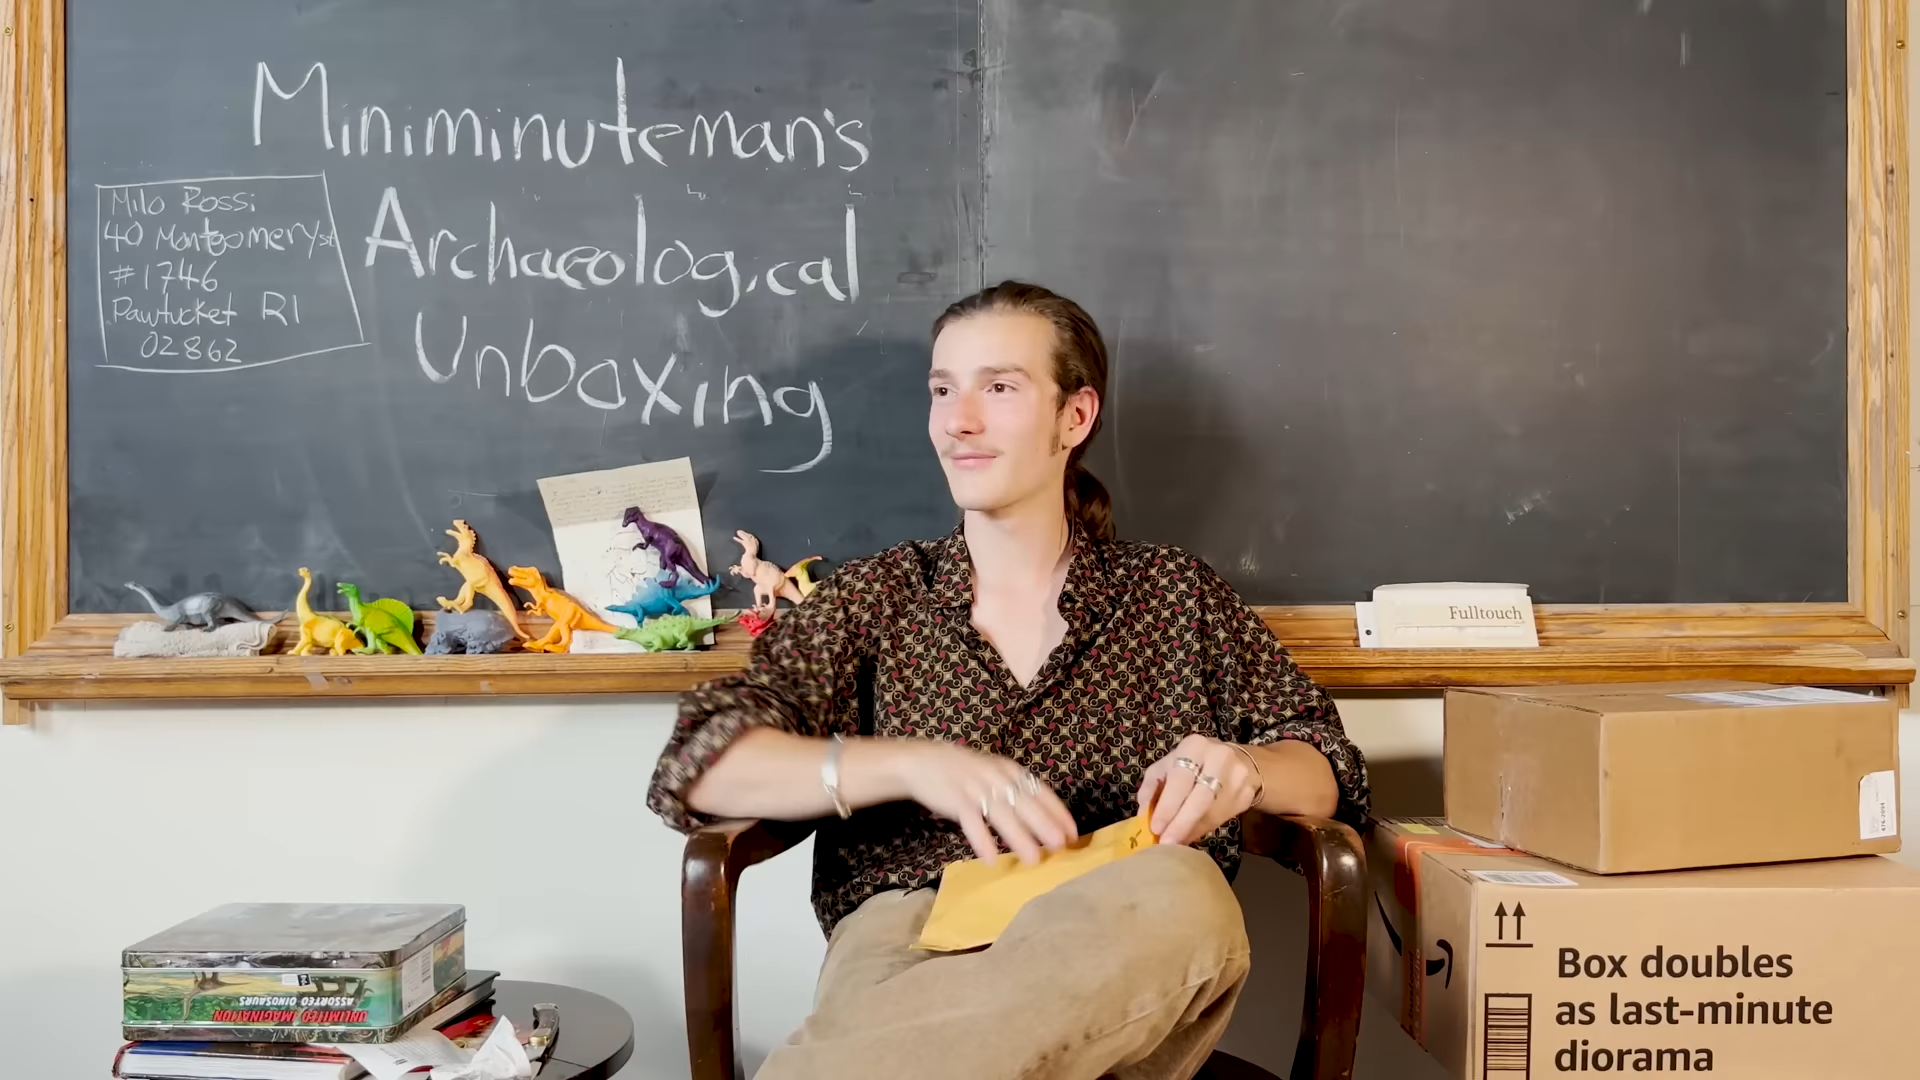 Miniminuteman's
Archaeological
Unboxing
Milo Rossi
40 Montgomery st
#1746
Pawtucket RI
02862
Fulltouch
UNLIMITED IMAGINATION
ASSORTED DINOSAURS
Box doubles
as last-minute
diorama